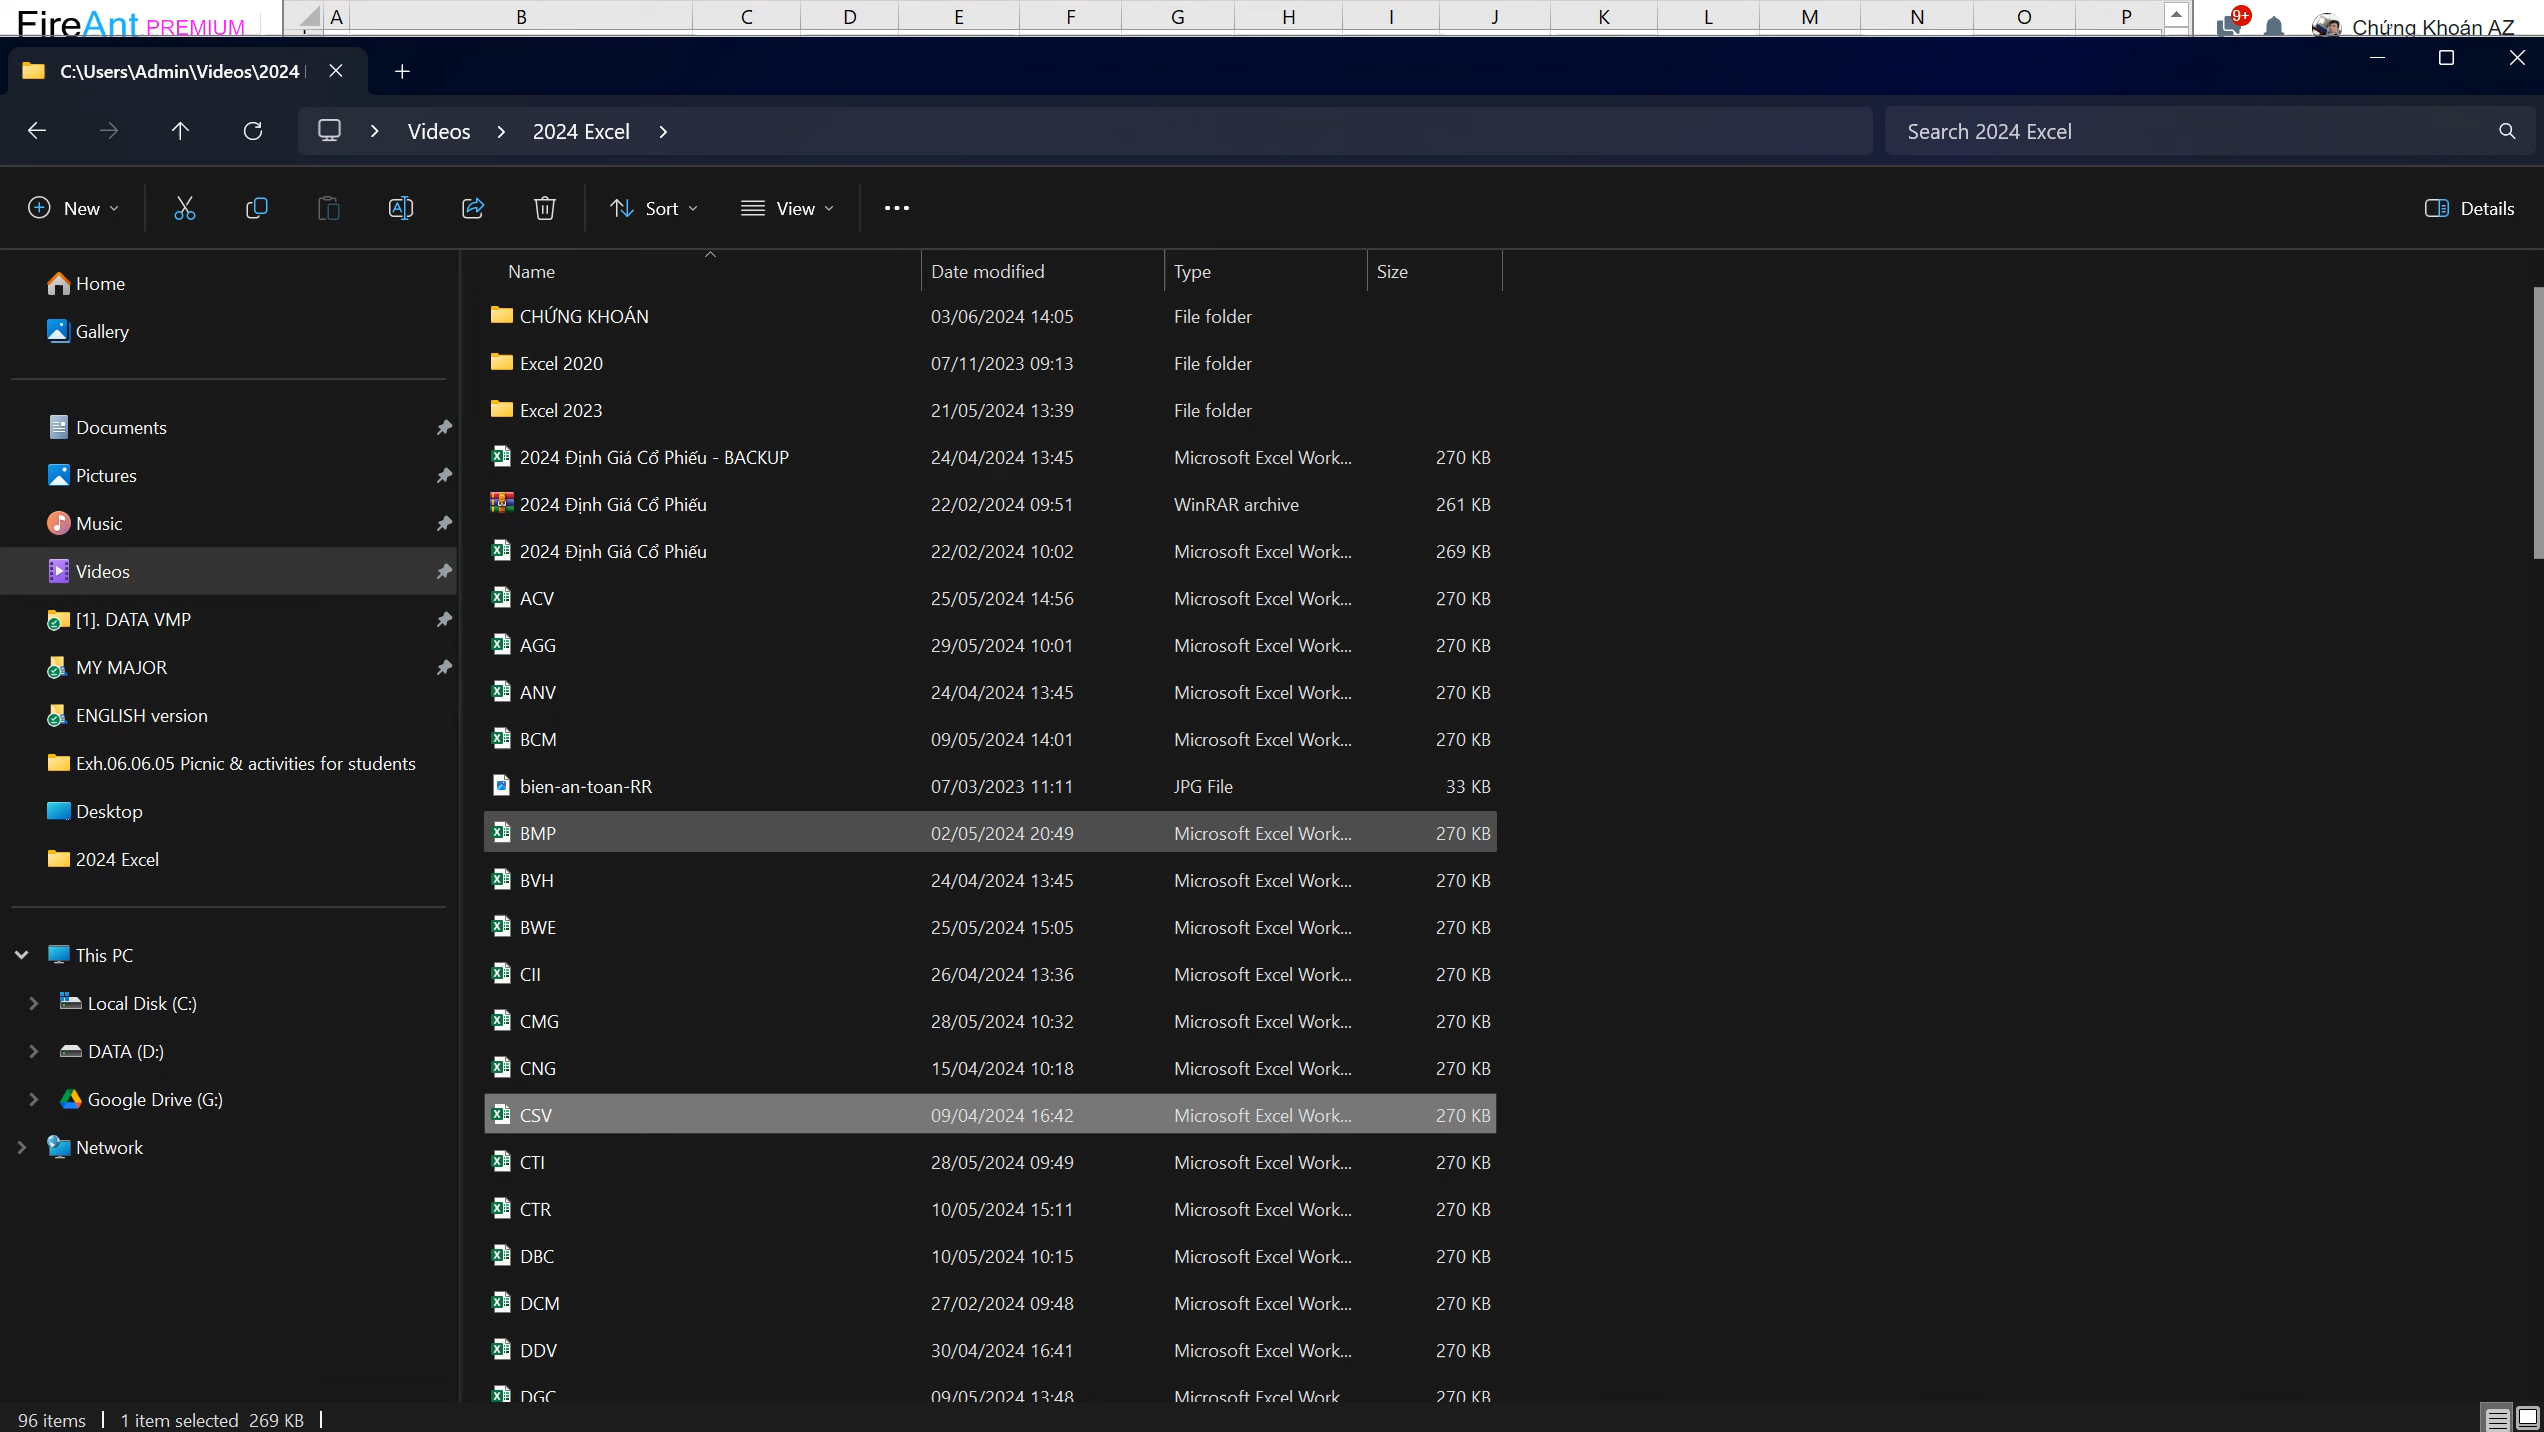 FireAnt PREMIUM A B C D E F G H I J K L M N O P 9+ Chứng Khoán AZ
C:\Users\Admin\Videos\2024
Videos 2024 Excel Search 2024 Excel
New Sort View Details
Home
Gallery
Documents
Pictures
Music
Videos
[1]. DATA VMP
MY MAJOR
ENGLISH version
Exh.06.06.05 Picnic & activities for students
Desktop
2024 Excel
This PC
Local Disk (C:)
DATA (D:)
Google Drive (G:)
Network
Name Date modified Type Size
CHỨNG KHOÁN 03/06/2024 14:05 File folder
Excel 2020 07/11/2023 09:13 File folder
Excel 2023 21/05/2024 13:39 File folder
2024 Định Giá Cổ Phiếu - BACKUP 24/04/2024 13:45 Microsoft Excel Work... 270 KB
2024 Định Giá Cổ Phiếu 22/02/2024 09:51 WinRAR archive 261 KB
2024 Định Giá Cổ Phiếu 22/02/2024 10:02 Microsoft Excel Work... 269 KB
ACV 25/05/2024 14:56 Microsoft Excel Work... 270 KB
AGG 29/05/2024 10:01 Microsoft Excel Work... 270 KB
ANV 24/04/2024 13:45 Microsoft Excel Work... 270 KB
BCM 09/05/2024 14:01 Microsoft Excel Work... 270 KB
bien-an-toan-RR 07/03/2023 11:11 JPG File 33 KB
BMP 02/05/2024 20:49 Microsoft Excel Work... 270 KB
BVH 24/04/2024 13:45 Microsoft Excel Work... 270 KB
BWE 25/05/2024 15:05 Microsoft Excel Work... 270 KB
CII 26/04/2024 13:36 Microsoft Excel Work... 270 KB
CMG 28/05/2024 10:32 Microsoft Excel Work... 270 KB
CNG 15/04/2024 10:18 Microsoft Excel Work... 270 KB
CSV 09/04/2024 16:42 Microsoft Excel Work... 270 KB
CTI 28/05/2024 09:49 Microsoft Excel Work... 270 KB
CTR 10/05/2024 15:11 Microsoft Excel Work... 270 KB
DBC 10/05/2024 10:15 Microsoft Excel Work... 270 KB
DCM 27/02/2024 09:48 Microsoft Excel Work... 270 KB
DDV 30/04/2024 16:41 Microsoft Excel Work... 270 KB
DGC 09/05/2024 13:48 Microsoft Excel Work 270 KB
96 items 1 item selected 269 KB